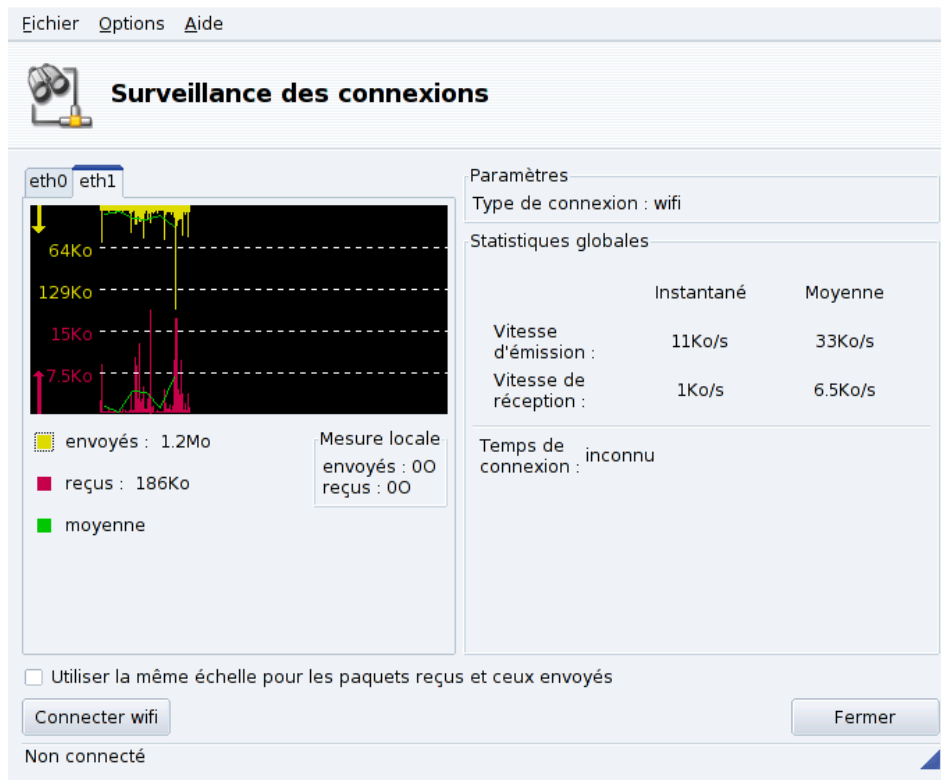 Fichier Options Aide
Surveillance des connexions
eth0 eth1
64Ko
129Ko
15Ko
7.5Ko
envoyés : 1.2Mo
reçus : 186Ko
moyenne
Mesure locale
envoyés : 0O
reçus : 0O
Paramètres
Type de connexion : wifi
Statistiques globales
Instantané Moyenne
Vitesse
d'émission : 11Ko/s 33Ko/s
Vitesse de
réception : 1Ko/s 6.5Ko/s
Temps de
connexion : inconnu
Utiliser la même échelle pour les paquets reçus et ceux envoyés
Connecter wifi Fermer
Non connecté